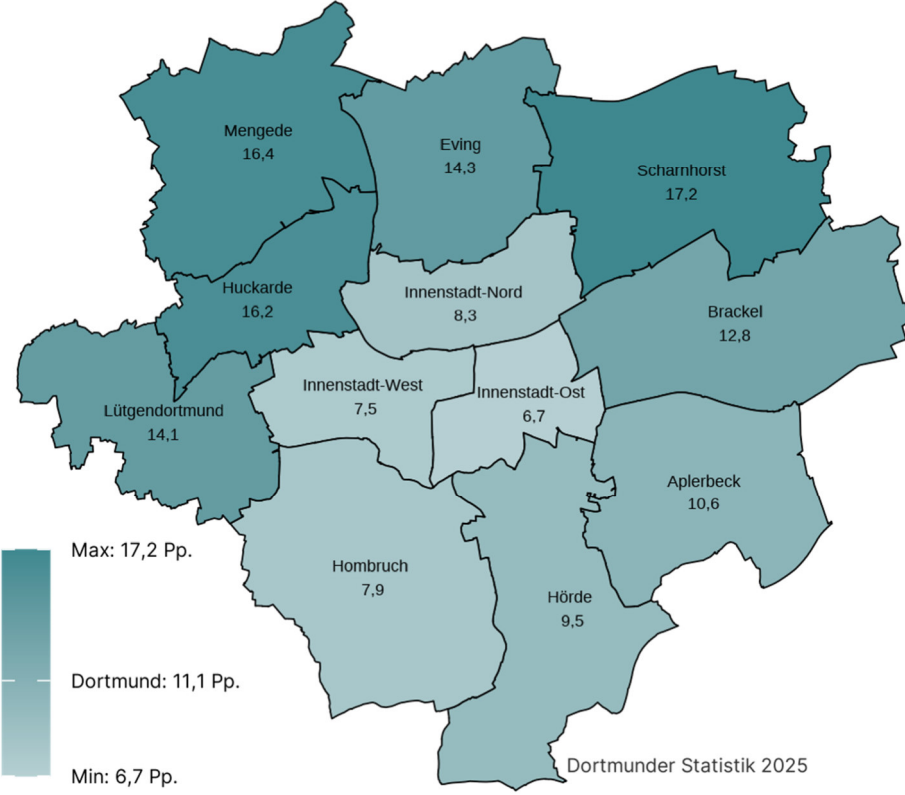 Mengede
16,4
Eving
14,3
Scharnhorst
17,2
Huckarde
16,2
Innenstadt-Nord
8,3
Brackel
12,8
Innenstadt-West
7,5
Innenstadt-Ost
6,7
Lütgendortmund
14,1
Aplerbeck
10,6
Hombruch
7,9
Hörde
9,5
Max: 17,2 Pp.
Dortmund: 11,1 Pp.
Min: 6,7 Pp.
Dortmunder Statistik 2025